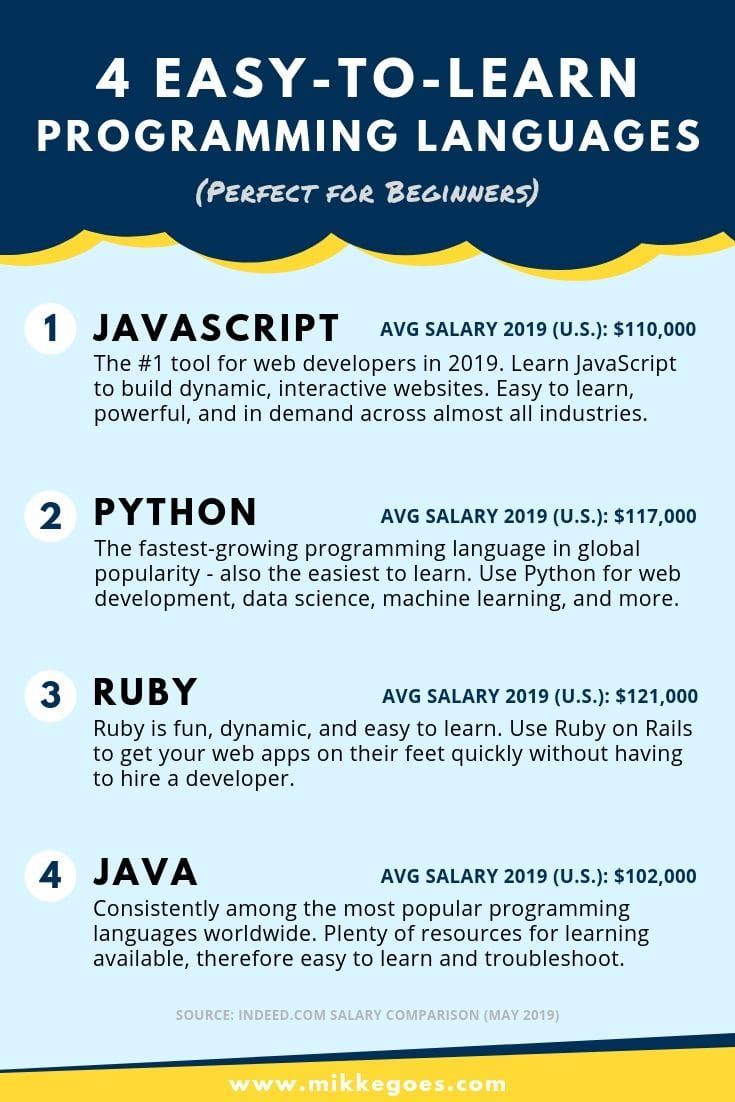 4 EASY-TO-LEARN
PROGRAMMING LANGUAGES
(PERFECT FOR BEGINNERS)
1 JAVASCRIPT AVG SALARY 2019 (U.S.): $110,000
The #1 tool for web developers in 2019. Learn JavaScript
to build dynamic, interactive websites. Easy to learn,
powerful, and in demand across almost all industries.
2 PYTHON AVG SALARY 2019 (U.S.): $117,000
The fastest-growing programming language in global
popularity - also the easiest to learn. Use Python for web
development, data science, machine learning, and more.
3 RUBY AVG SALARY 2019 (U.S.): $121,000
Ruby is fun, dynamic, and easy to learn. Use Ruby on Rails
to get your web apps on their feet quickly without having
to hire a developer.
4 JAVA AVG SALARY 2019 (U.S.): $102,000
Consistently among the most popular programming
languages worldwide. Plenty of resources for learning
available, therefore easy to learn and troubleshoot.
SOURCE: INDEED.COM SALARY COMPARISON (MAY 2019)
www.mikkegoes.com